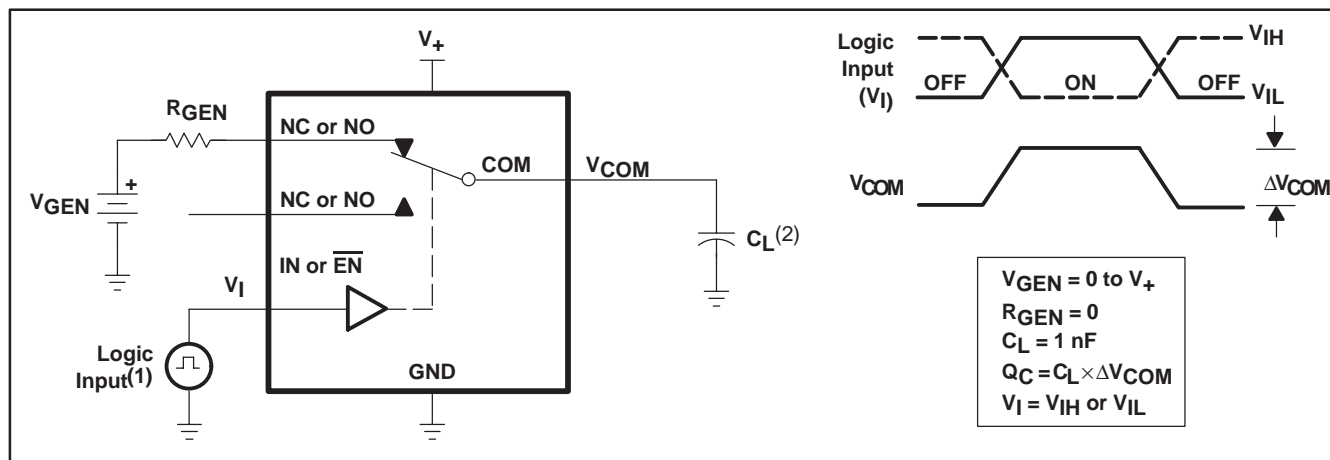 V+
RGEN
NC or NO
COM
VCOM
VGEN
+
NC or NO
CL(2)
IN or E̅N̅
VI
Logic
Input(1)
GND
Logic
Input
(VI)
VIH
OFF
ON
OFF
VIL
VCOM
ΔVCOM
VGEN = 0 to V+
RGEN = 0
CL = 1 nF
QC = CL × ΔVCOM
VI = VIH or VIL